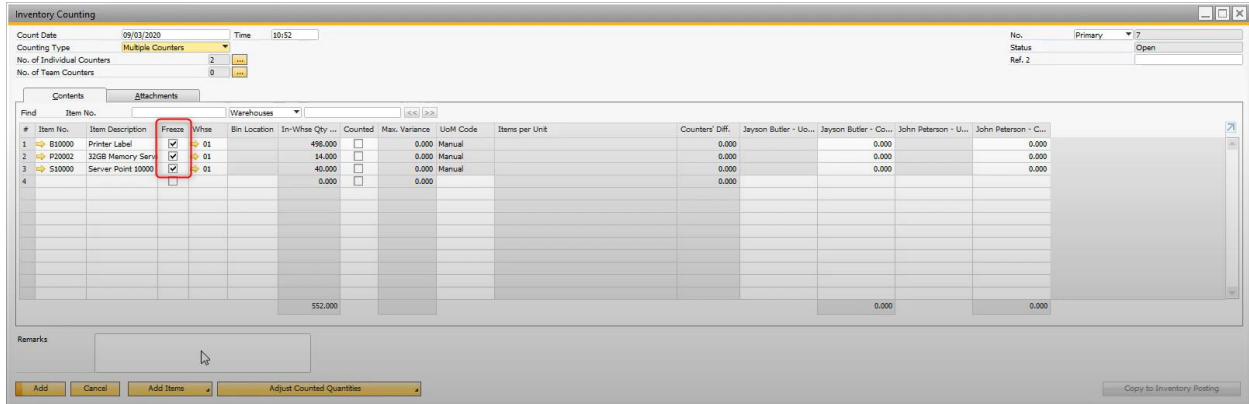 Inventory Counting
Count Date 09/03/2020 Time 10:52 No. Primary 7
Counting Type Multiple Counters Status Open
No. of Individual Counters 2 ... Ref. 2
No. of Team Counters 0 ...
Contents Attachments
Find Item No. Warehouses << >>
# Item No. Item Description Freeze Whse Bin Location In-Whse Qty ... Counted Max. Variance UoM Code Items per Unit Counters' Diff. Jayson Butler - Uo... Jayson Butler - Co... John Peterson - U... John Peterson - C...
1 B10000 Printer Label 01 498.000 0.000 Manual 0.000 0.000 0.000
2 P20002 32GB Memory Serv 01 14.000 0.000 Manual 0.000 0.000 0.000
3 S10000 Server Point 10000 01 40.000 0.000 Manual 0.000 0.000 0.000
4 0.000 0.000 0.000
552.000 0.000 0.000
Remarks
Add Cancel Add Items Adjust Counted Quantities Copy to Inventory Posting